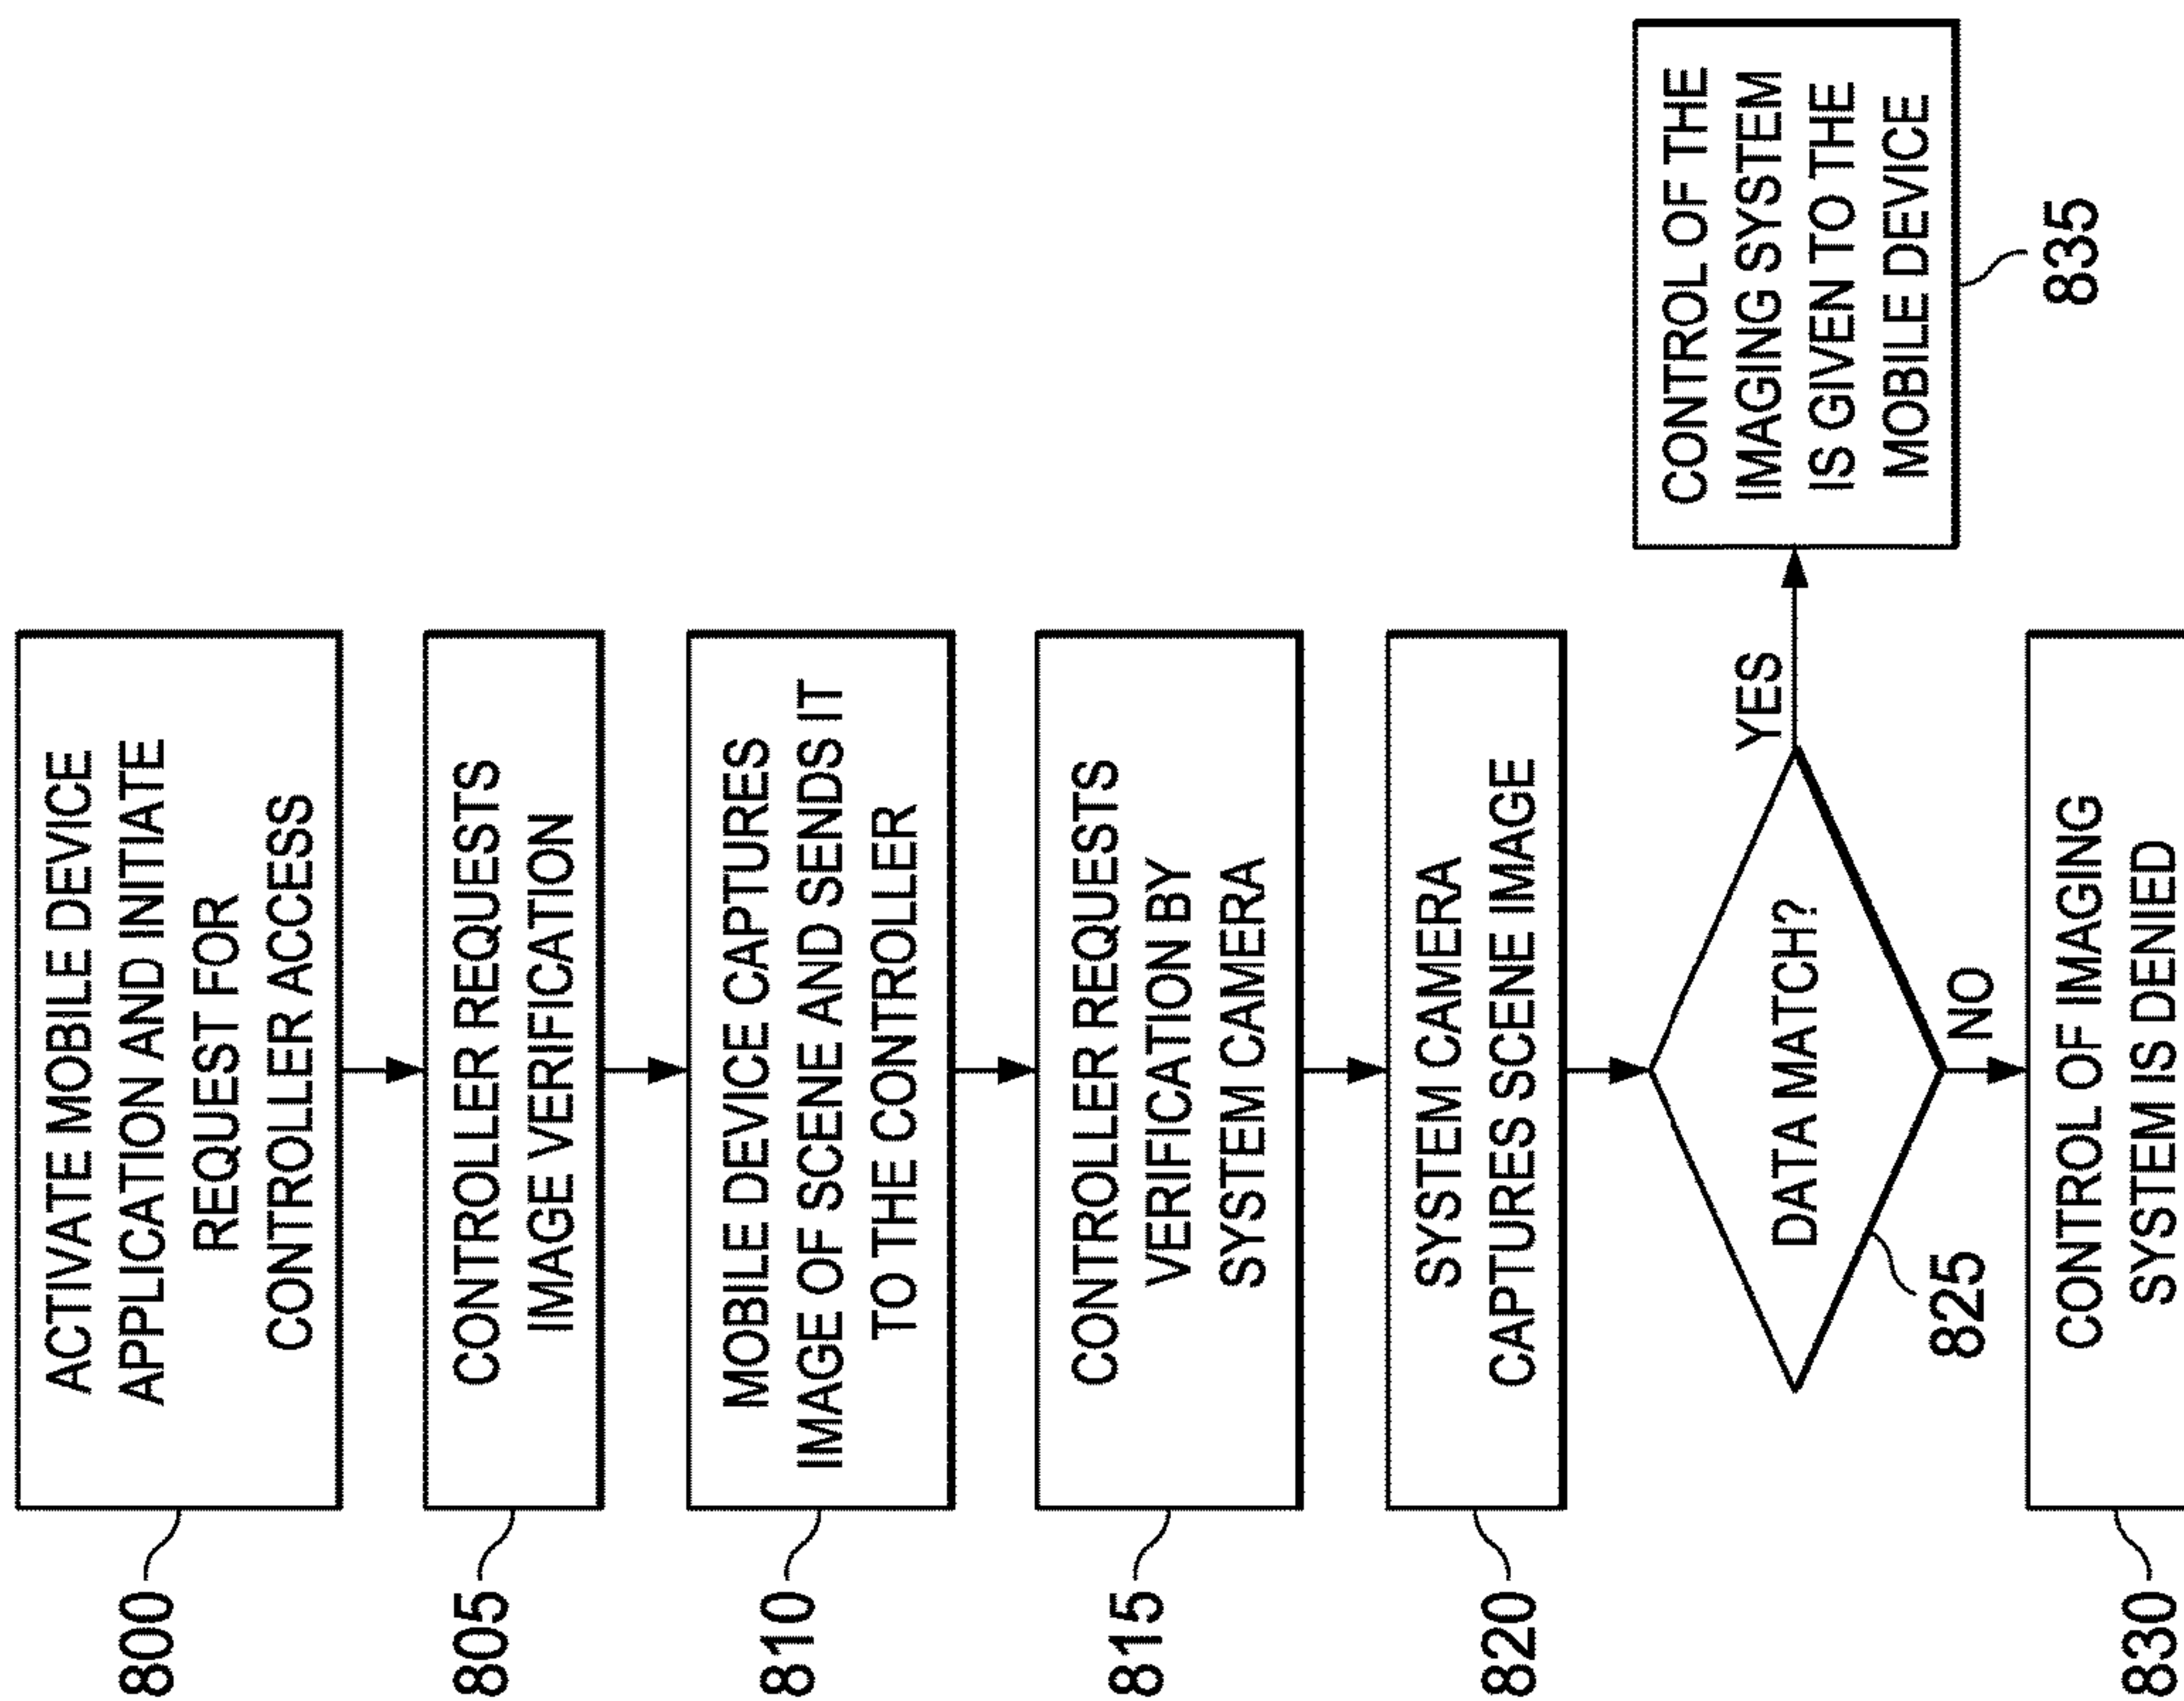 800
ACTIVATE MOBILE DEVICE
APPLICATION AND INITIATE
REQUEST FOR
CONTROLLER ACCESS
805
CONTROLLER REQUESTS
IMAGE VERIFICATION
810
MOBILE DEVICE CAPTURES
IMAGE OF SCENE AND SENDS IT
TO THE CONTROLLER
815
CONTROLLER REQUESTS
VERIFICATION BY
SYSTEM CAMERA
820
SYSTEM CAMERA
CAPTURES SCENE IMAGE
825
DATA MATCH?
YES
CONTROL OF THE
IMAGING SYSTEM
IS GIVEN TO THE
MOBILE DEVICE
835
NO
830
CONTROL OF IMAGING
SYSTEM IS DENIED